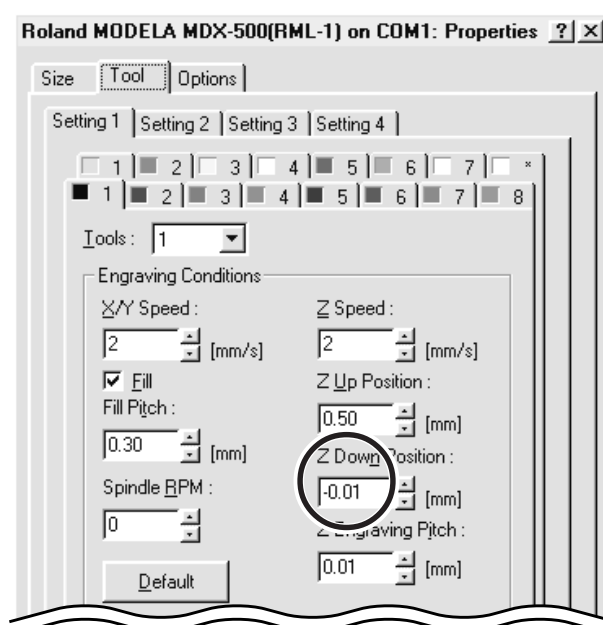 Roland MODELA MDX-500(RML-1) on COM1: Properties ? ×
Size Tool Options
Setting 1 Setting 2 Setting 3 Setting 4
1 2 3 4 5 6 7 *
1 2 3 4 5 6 7 8
Tools : 1
Engraving Conditions
X/Y Speed : Z Speed :
2 [mm/s] 2 [mm/s]
Fill Z Up Position :
Fill Pitch : 0.50 [mm]
0.30 [mm] Z Down Position :
Spindle RPM : -0.01 [mm]
0 Z Engraving Pitch :
Default 0.01 [mm]